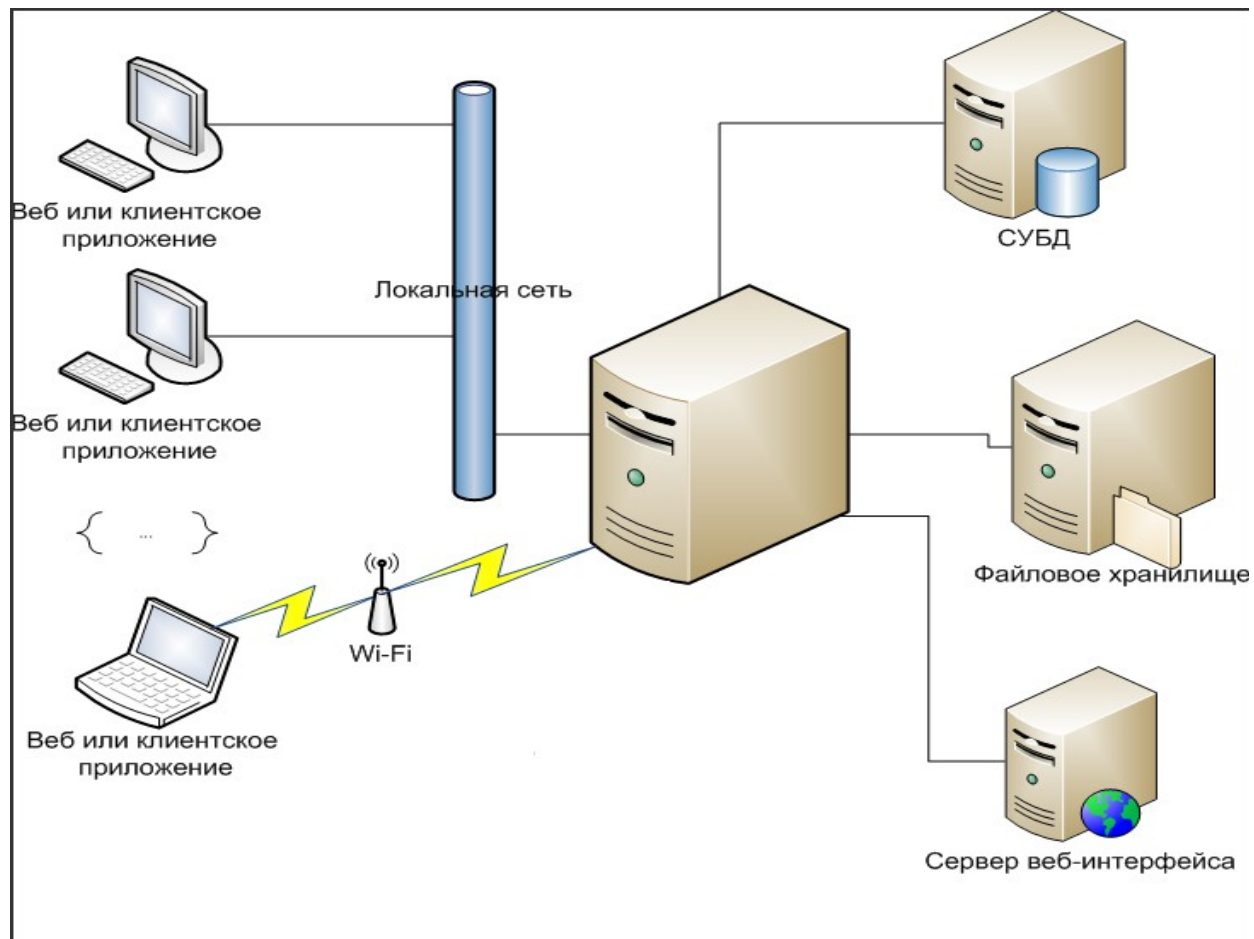 Веб или клиентское
приложение
СУБД
Локальная сеть
Веб или клиентское
приложение
{ ... }
Файловое хранилище
Wi-Fi
Веб или клиентское
приложение
Сервер веб-интерфейса